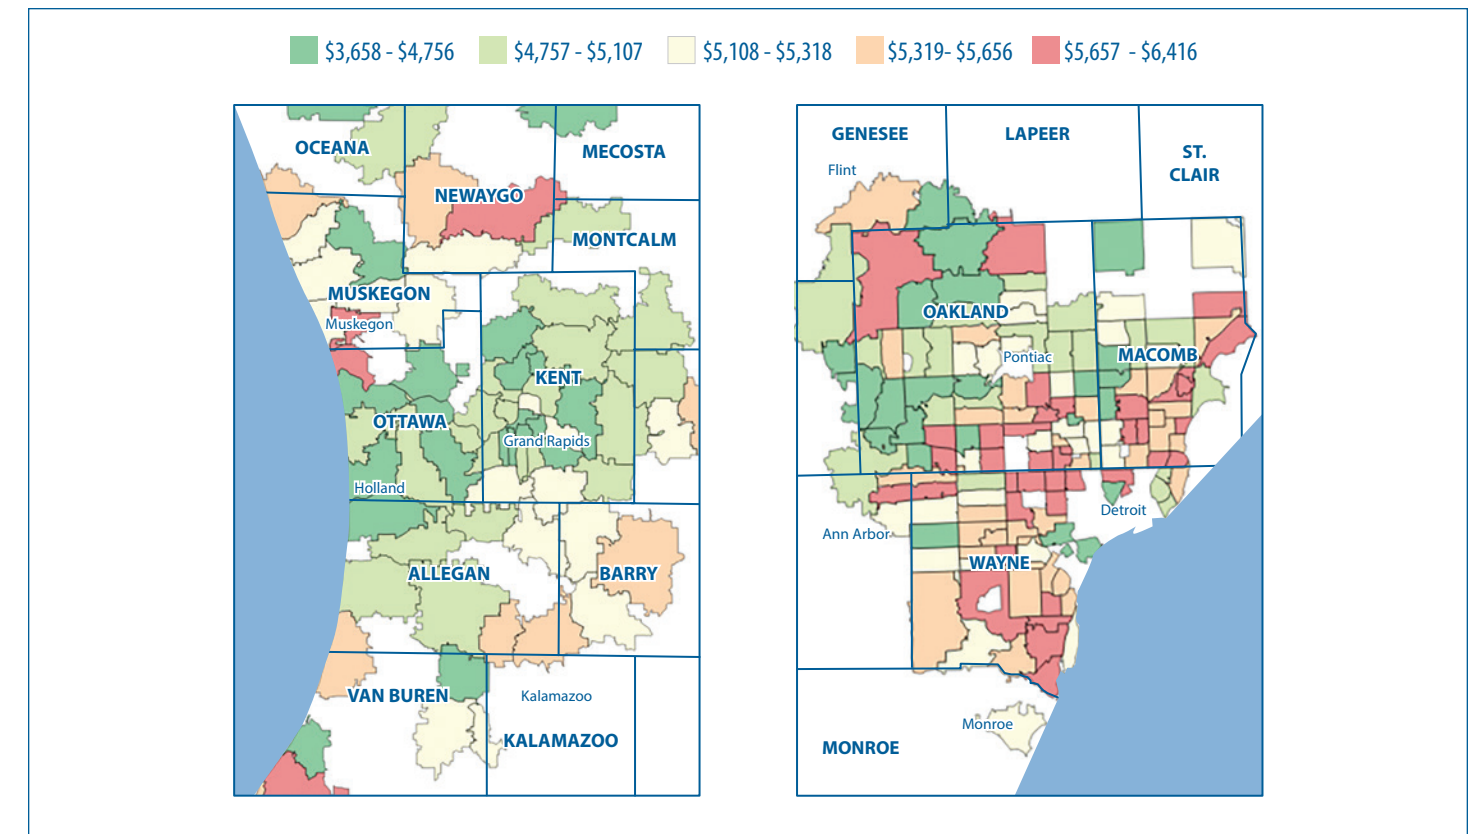 $3,658 - $4,756
$4,757 - $5,107
$5,108 - $5,318
$5,319- $5,656
$5,657 - $6,416
OCEANA
MECOSTA
NEWAYGO
MONTCALM
MUSKEGON
Muskegon
KENT
OTTAWA
Grand Rapids
Holland
ALLEGAN
BARRY
VAN BUREN
Kalamazoo
KALAMAZOO
GENESEE
LAPEER
ST.
CLAIR
Flint
OAKLAND
Pontiac
MACOMB
Detroit
Ann Arbor
WAYNE
Monroe
MONROE